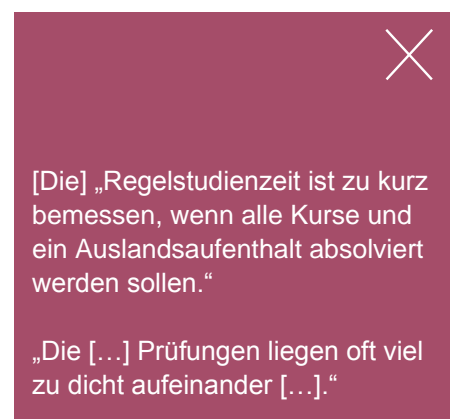 [Die] „Regelstudienzeit ist zu kurz
bemessen, wenn alle Kurse und
ein Auslandsaufenthalt absolviert
werden sollen.“
„Die […] Prüfungen liegen oft viel
zu dicht aufeinander […].“